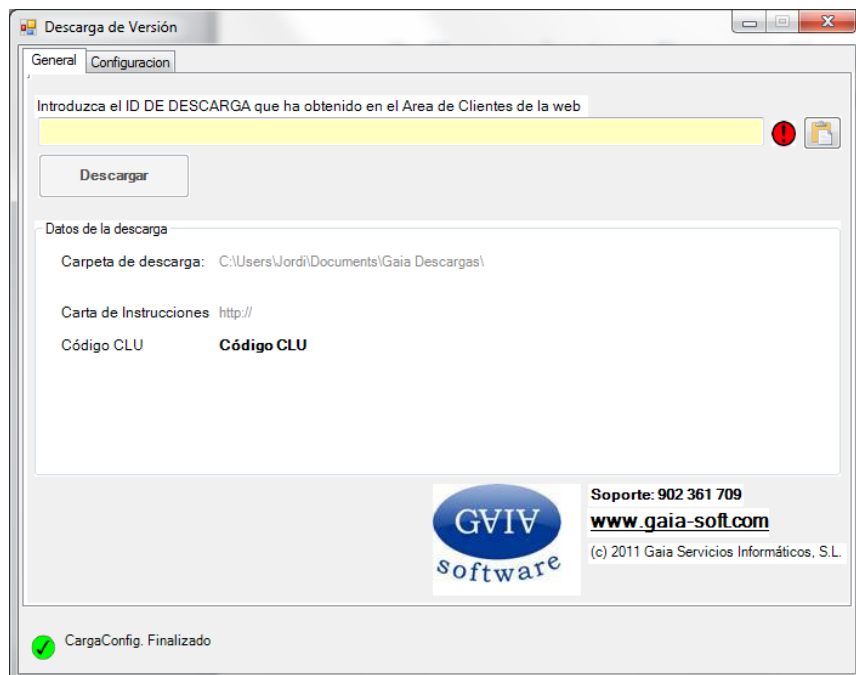 Descarga de Versión
General
Configuracion
Introduzca el ID DE DESCARGA que ha obtenido en el Area de Clientes de la web
Descargar
Datos de la descarga
Carpeta de descarga: C:\Users\Jordi\Documents\Gaia Descargas\
Carta de Instrucciones http://
Código CLU Código CLU
GAIA
software
Soporte: 902 361 709
www.gaia-soft.com
(c) 2011 Gaia Servicios Informáticos, S.L.
CargaConfig. Finalizado